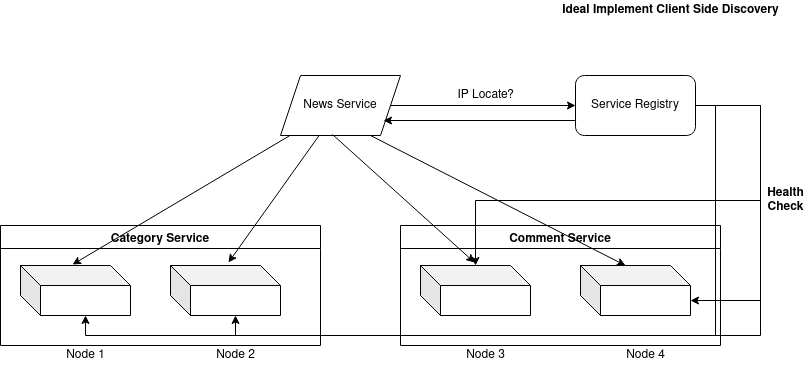 Ideal Implement Client Side Discovery
News Service
IP Locate?
Service Registry
Health
Check
Category Service
Comment Service
Node 1
Node 2
Node 3
Node 4